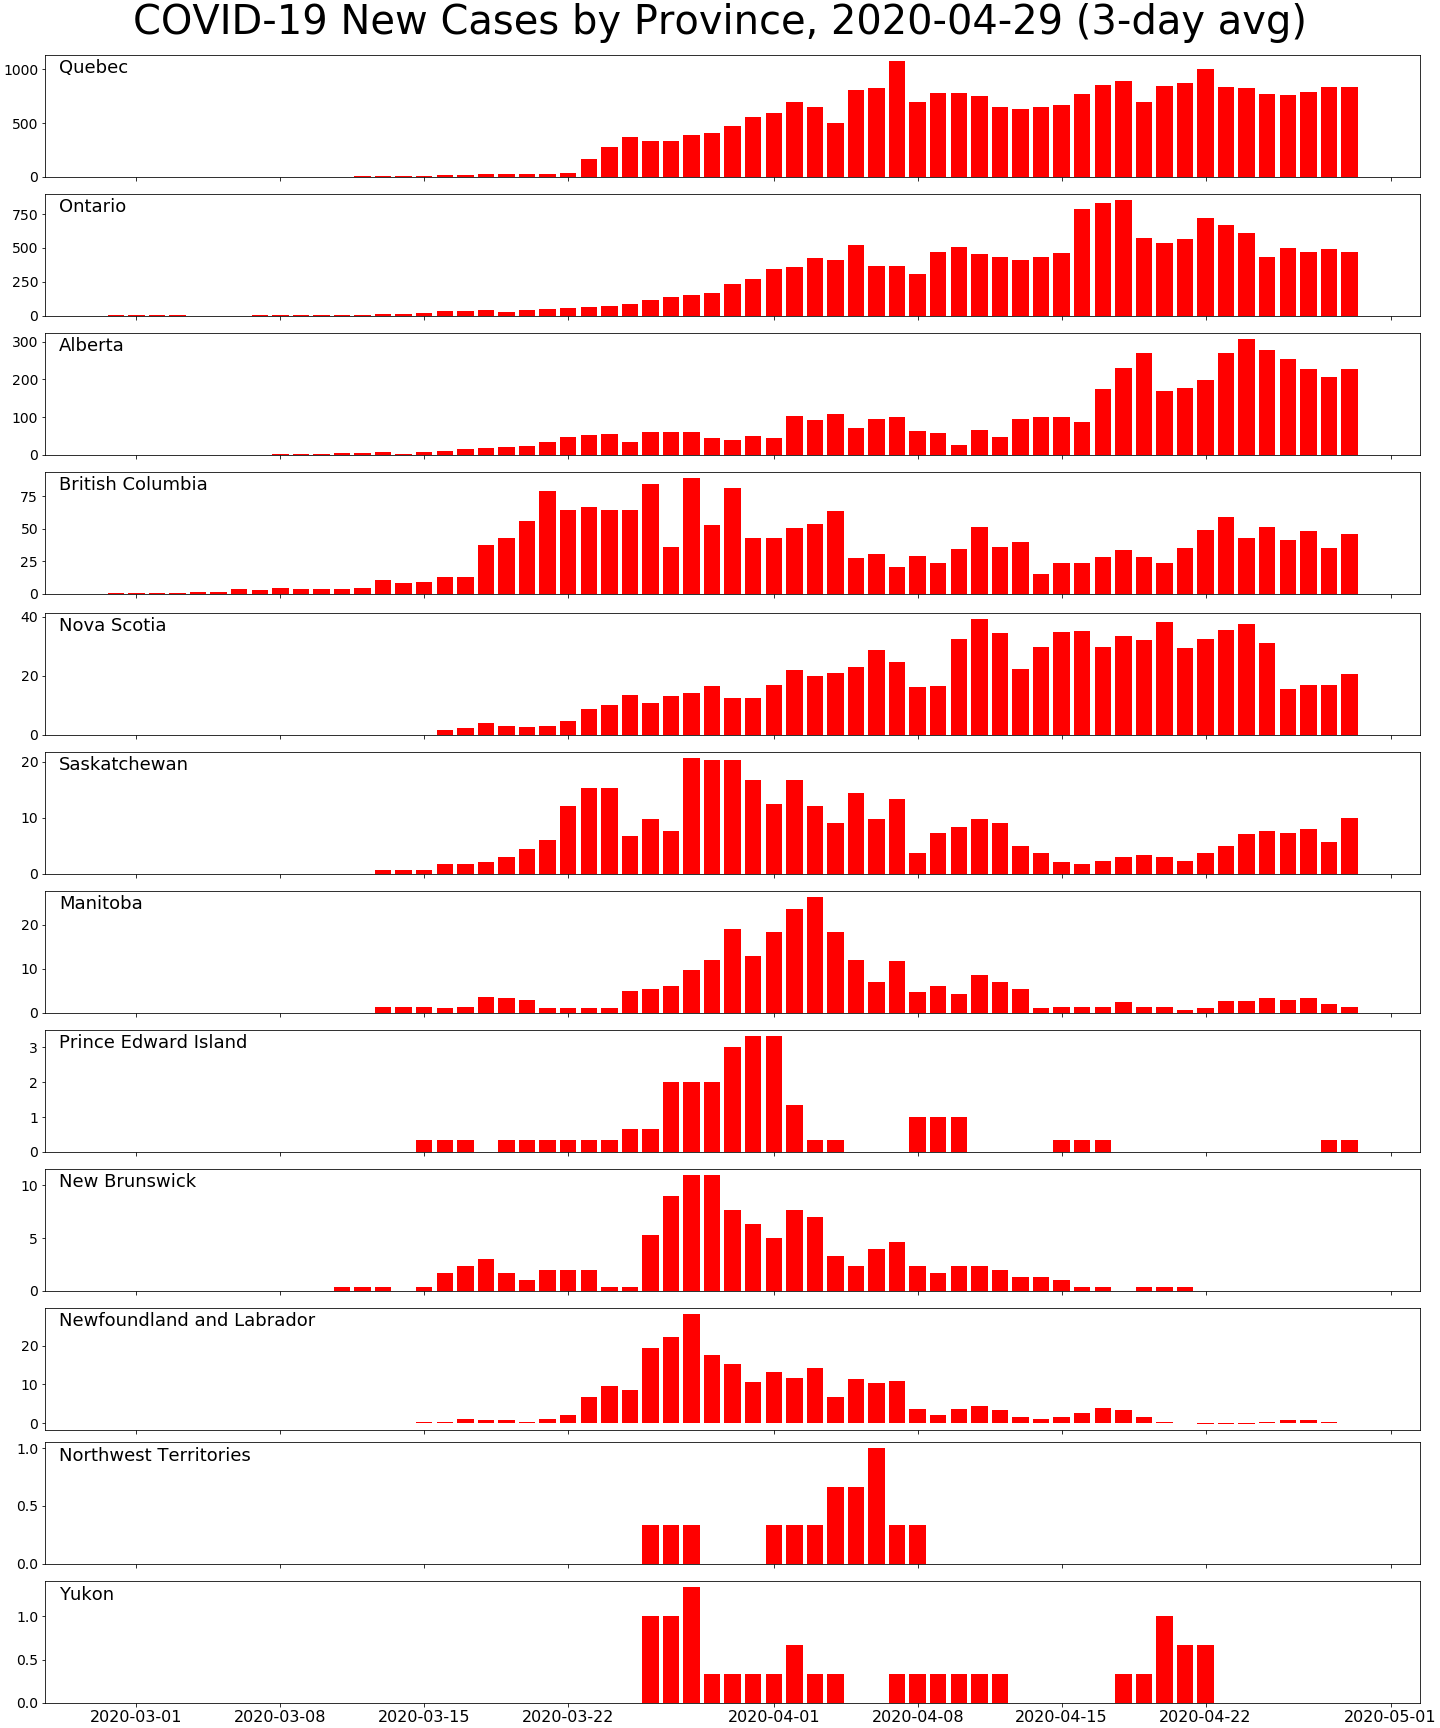 COVID-19 New Cases by Province, 2020-04-29 (3-day avg)
Quebec
1000
500
0
Ontario
750
500
250
0
Alberta
300
200
100
0
British Columbia
75
50
25
0
Nova Scotia
40
20
0
Saskatchewan
20
10
0
Manitoba
20
10
0
Prince Edward Island
3
2
1
0
New Brunswick
10
5
0
Newfoundland and Labrador
20
10
0
Northwest Territories
1.0
0.5
0.0
Yukon
1.0
0.5
0.0
2020-03-01 2020-03-08 2020-03-15 2020-03-22 2020-04-01 2020-04-08 2020-04-15 2020-04-22 2020-05-01